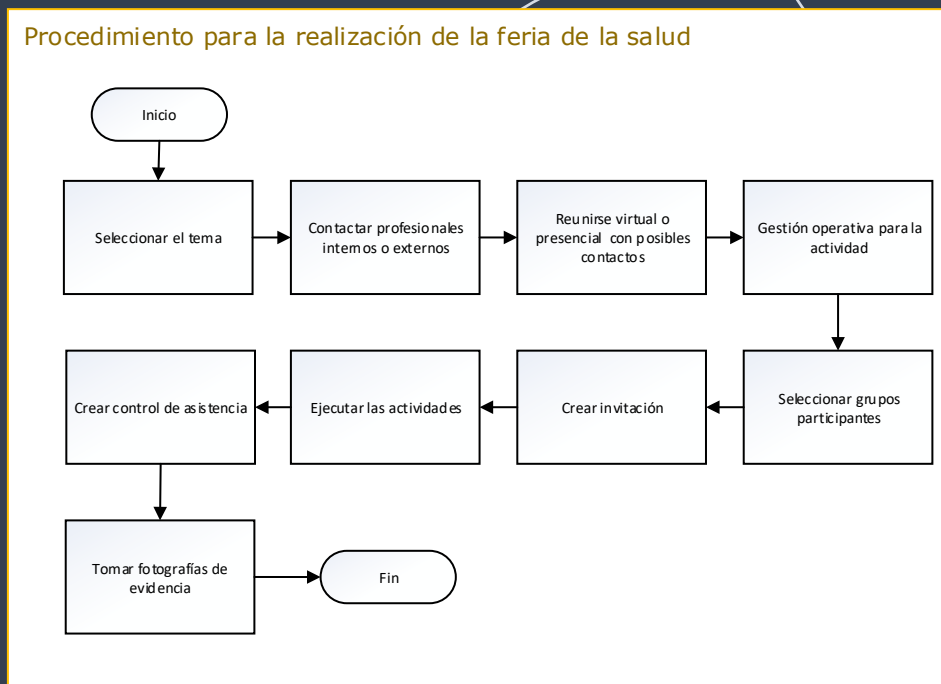 Procedimiento para la realización de la feria de la salud
Inicio
Seleccionar el tema
Contactar profesionales
internos o externos
Reunirse virtual o
presencial con posibles
contactos
Gestión operativa para la
actividad
Seleccionar grupos
participantes
Crear invitación
Ejecutar las actividades
Crear control de asistencia
Tomar fotografías de
evidencia
Fin